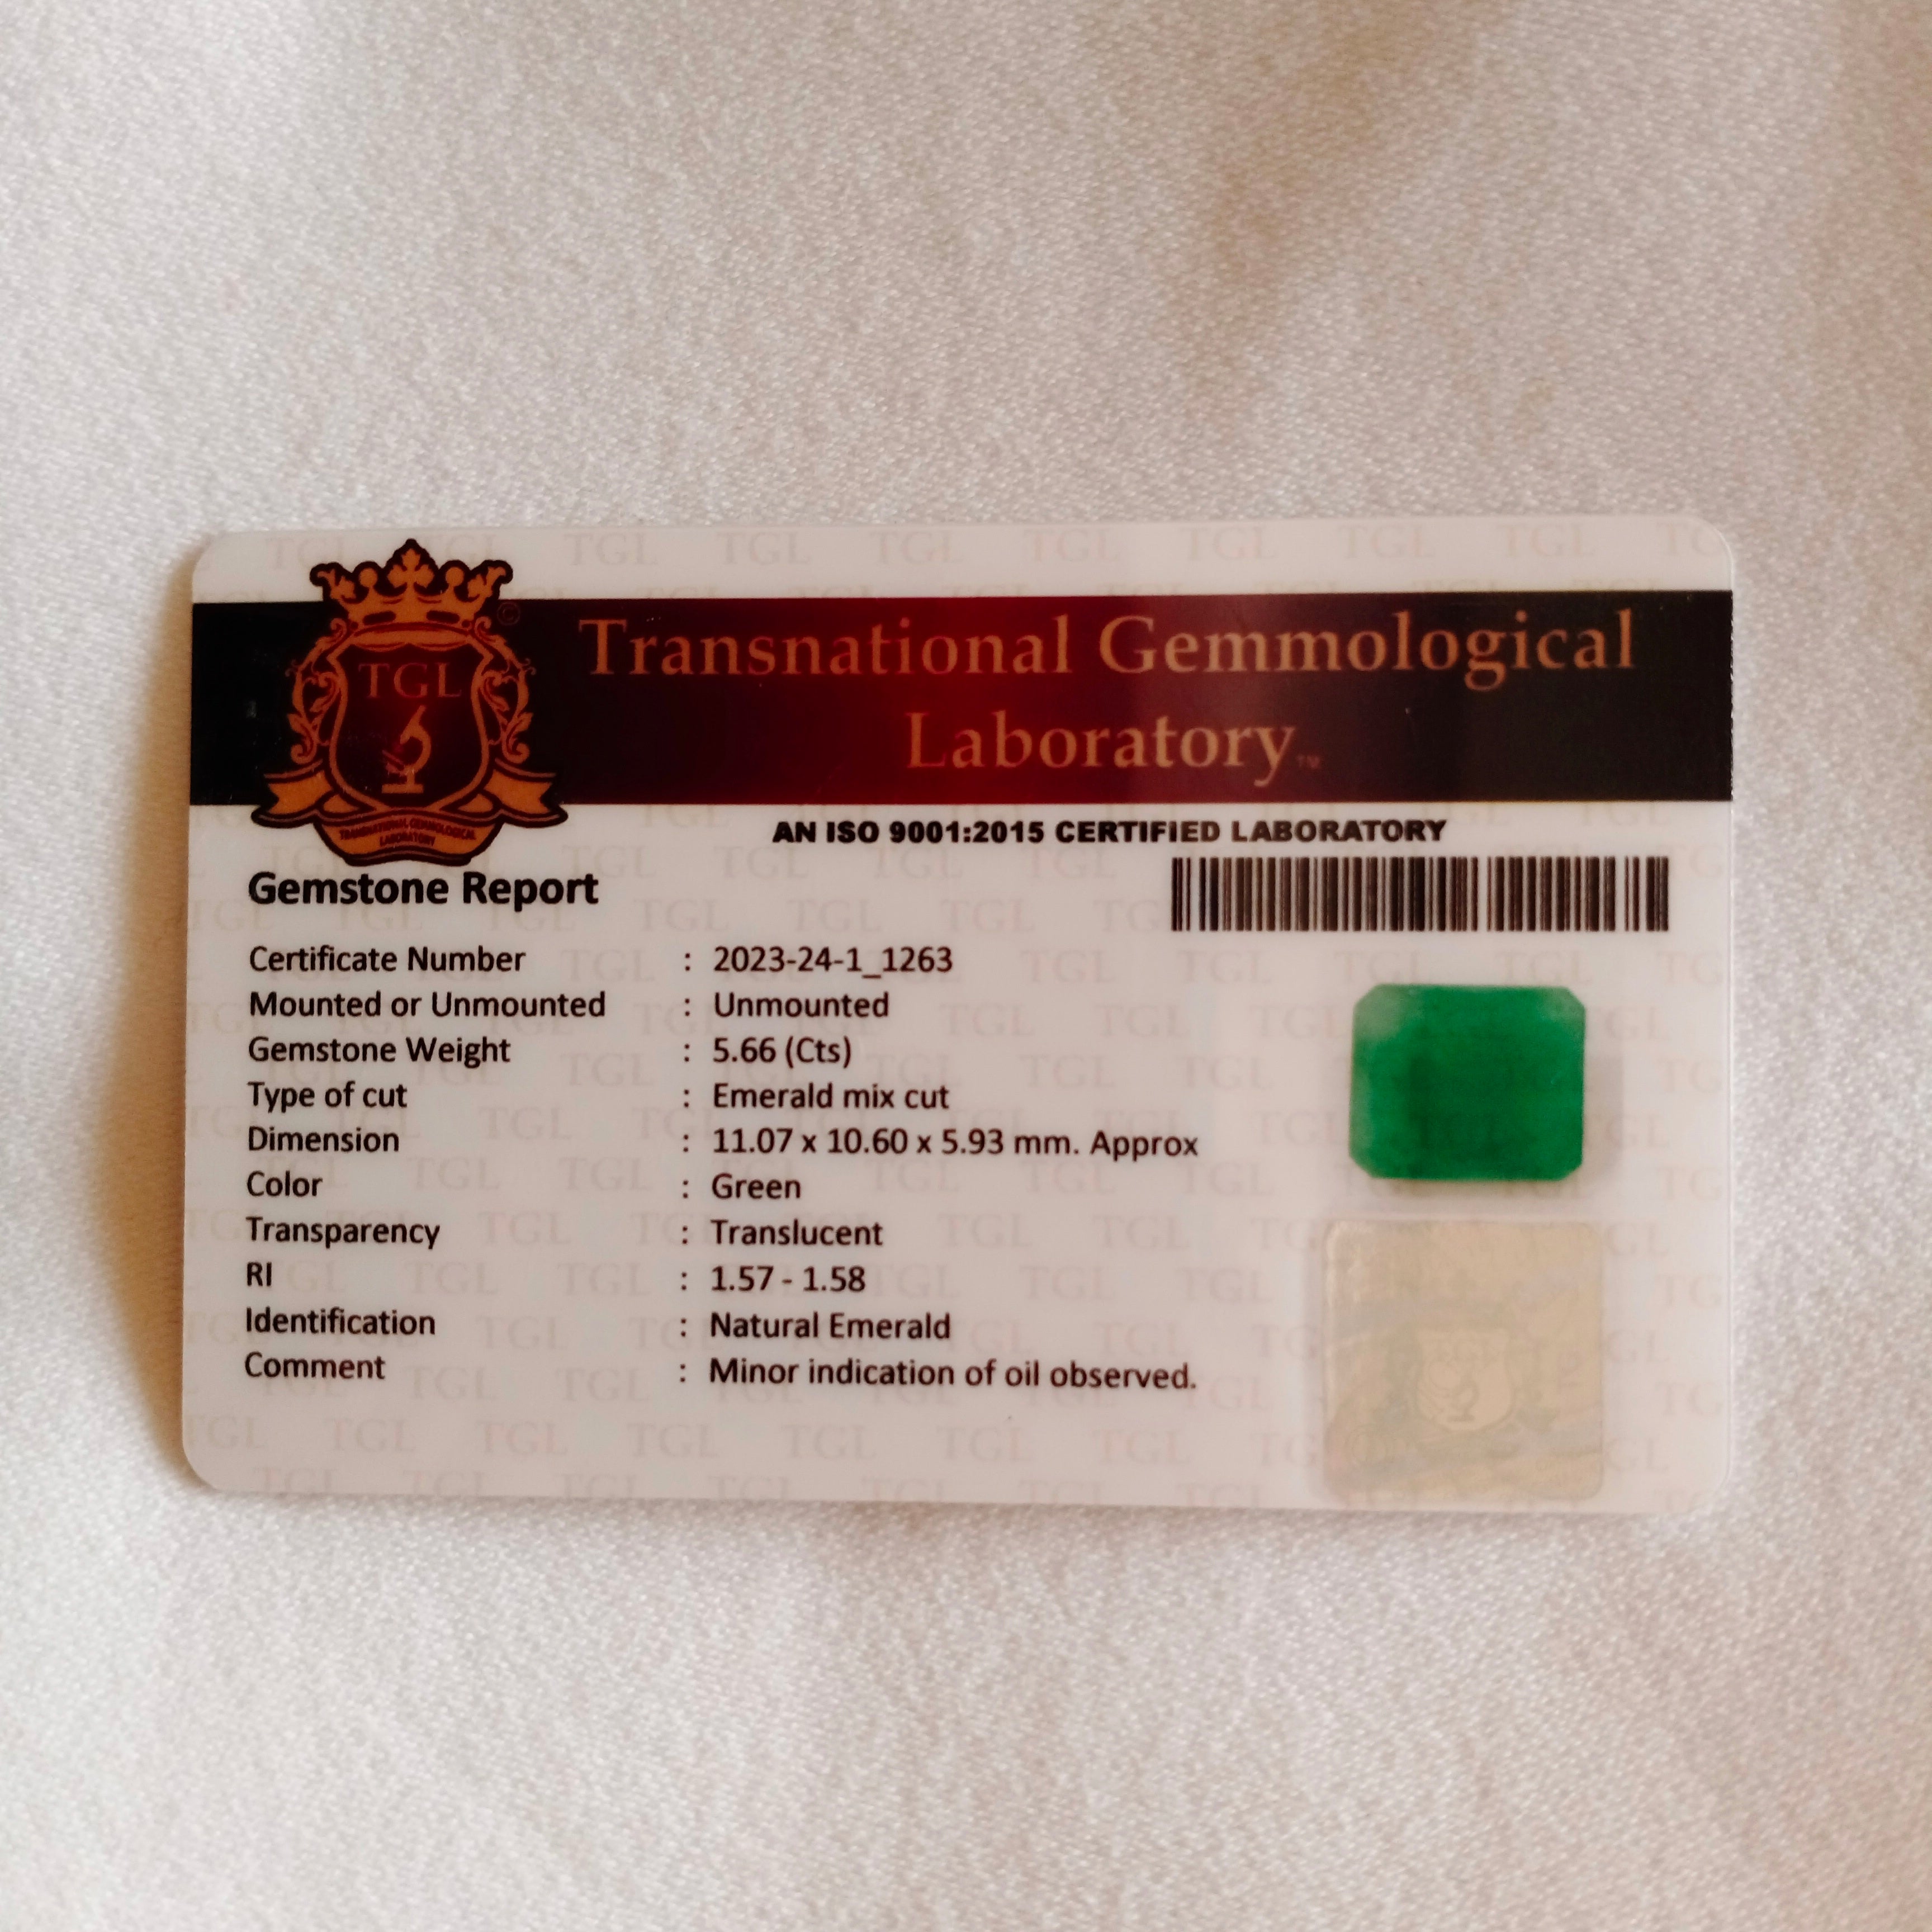 TGL
Transnational Gemmological
Laboratory™
TRANSNATIONAL GEMMOLOGICAL
LABORATORY
AN ISO 9001:2015 CERTIFIED LABORATORY
Gemstone Report
Certificate Number : 2023-24-1_1263
Mounted or Unmounted : Unmounted
Gemstone Weight : 5.66 (Cts)
Type of cut : Emerald mix cut
Dimension : 11.07 x 10.60 x 5.93 mm. Approx
Color : Green
Transparency : Translucent
RI : 1.57 - 1.58
Identification : Natural Emerald
Comment : Minor indication of oil observed.